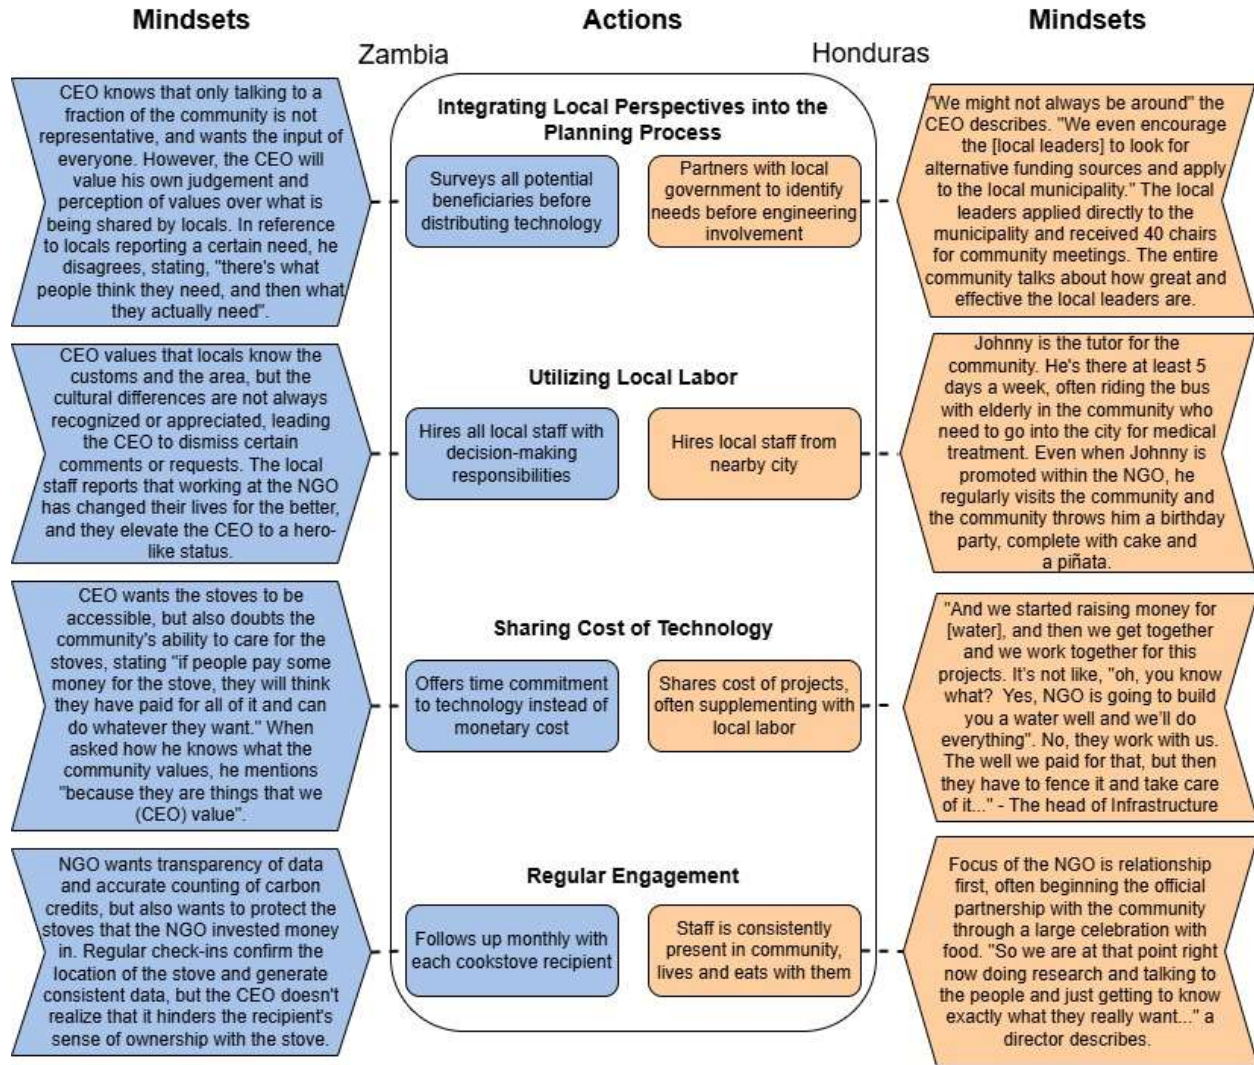 Mindsets
Actions
Mindsets
Zambia
Honduras
CEO knows that only talking to a
fraction of the community is not
representative, and wants the input of
everyone. However, the CEO will
value his own judgement and
perception of values over what is
being shared by locals. In reference
to locals reporting a certain need, he
disagrees, stating, "there's what
people think they need, and then what
they actually need".
Integrating Local Perspectives into the
Planning Process
Surveys all potential
beneficiaries before
distributing technology
Partners with local
government to identify
needs before engineering
involvement
"We might not always be around" the
CEO describes. "We even encourage
the [local leaders] to look for
alternative funding sources and apply
to the local municipality." The local
leaders applied directly to the
municipality and received 40 chairs
for community meetings. The entire
community talks about how great and
effective the local leaders are.
CEO values that locals know the
customs and the area, but the
cultural differences are not always
recognized or appreciated, leading
the CEO to dismiss certain
comments or requests. The local
staff reports that working at the NGO
has changed their lives for the better,
and they elevate the CEO to a hero-
like status.
Utilizing Local Labor
Hires all local staff with
decision-making
responsibilities
Hires local staff from
nearby city
Johnny is the tutor for the
community. He's there at least 5
days a week, often riding the bus
with elderly in the community who
need to go into the city for medical
treatment. Even when Johnny is
promoted within the NGO, he
regularly visits the community and
the community throws him a birthday
party, complete with cake and
a piñata.
CEO wants the stoves to be
accessible, but also doubts the
community's ability to care for the
stoves, stating "if people pay some
money for the stove, they will think
they have paid for all of it and can
do whatever they want." When
asked how he knows what the
community values, he mentions
"because they are things that we
(CEO) value".
Sharing Cost of Technology
Offers time commitment
to technology instead of
monetary cost
Shares cost of projects,
often supplementing with
local labor
"And we started raising money for
[water], and then we get together
and we work together for this
projects. It's not like, "oh, you know
what? Yes, NGO is going to build
you a water well and we'll do
everything". No, they work with us.
The well we paid for that, but then
they have to fence it and take care
of it..." - The head of Infrastructure
NGO wants transparency of data
and accurate counting of carbon
credits, but also wants to protect the
stoves that the NGO invested money
in. Regular check-ins confirm the
location of the stove and generate
consistent data, but the CEO doesn't
realize that it hinders the recipient's
sense of ownership with the stove.
Regular Engagement
Follows up monthly with
each cookstove recipient
Staff is consistently
present in community,
lives and eats with them
Focus of the NGO is relationship
first, often beginning the official
partnership with the community
through a large celebration with
food. "So we are at that point right
now doing research and talking to
the people and just getting to know
exactly what they really want..." a
director describes.